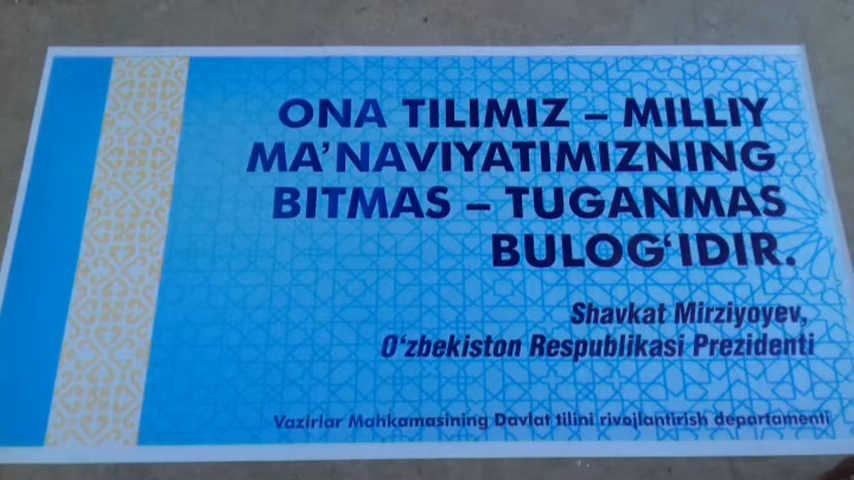 ONA TILIMIZ – MILLIY
MA’NAVIYATIMIZNING
BITMAS – TUGANMAS
BULOG‘IDIR.
Shavkat Mirziyoyev,
O‘zbekiston Respublikasi Prezidenti
Vazirlar Mahkamasining Davlat tilini rivojlantirish departamenti